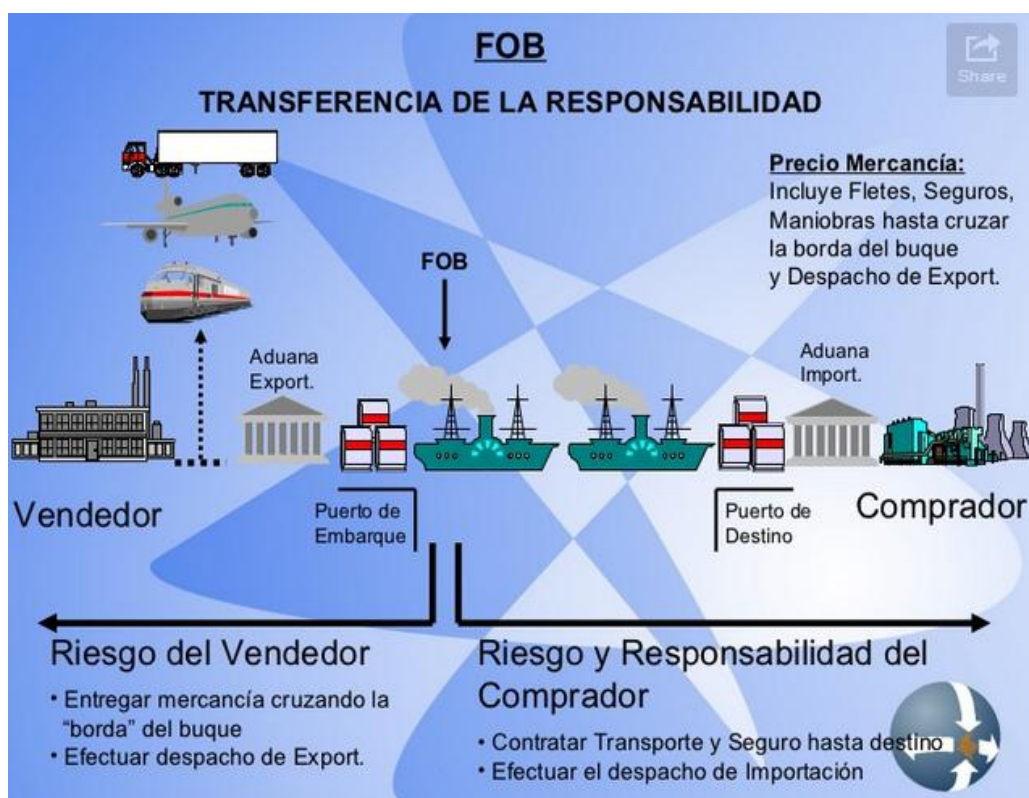 FOB
Share
TRANSFERENCIA DE LA RESPONSABILIDAD
Precio Mercancía:
Incluye Fletes, Seguros,
Maniobras hasta cruzar
la borda del buque
y Despacho de Export.
FOB
Aduana
Export.
Aduana
Import.
Vendedor
Puerto de
Embarque
Puerto de
Destino
Comprador
Riesgo del Vendedor
• Entregar mercancía cruzando la
"borda" del buque
• Efectuar despacho de Export.
Riesgo y Responsabilidad del
Comprador
• Contratar Transporte y Seguro hasta destino
• Efectuar el despacho de Importación